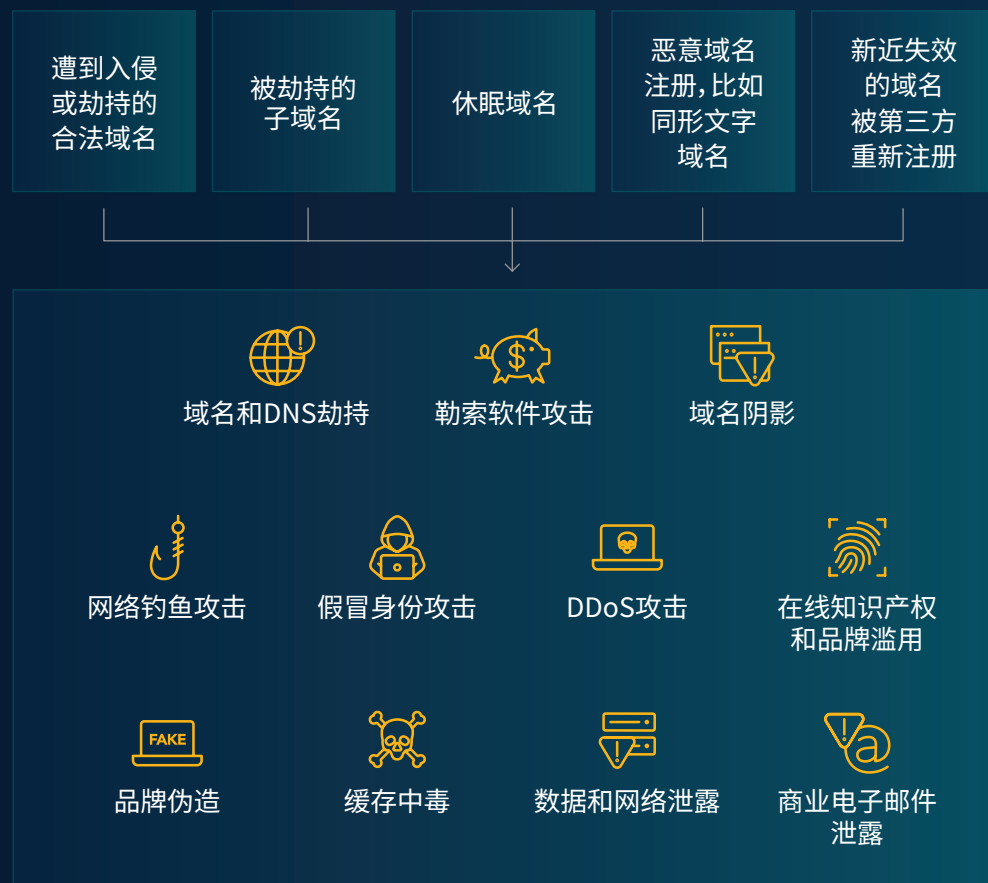 遭到入侵
或劫持的
合法域名
被劫持的
子域名
休眠域名
恶意域名
注册,比如
同形文字
域名
新近失效
的域名
被第三方
重新注册
域名和DNS劫持
勒索软件攻击
域名阴影
网络钓鱼攻击
假冒身份攻击
DDoS攻击
在线知识产权
和品牌滥用
FAKE
品牌伪造
缓存中毒
数据和网络泄露
商业电子邮件
泄露